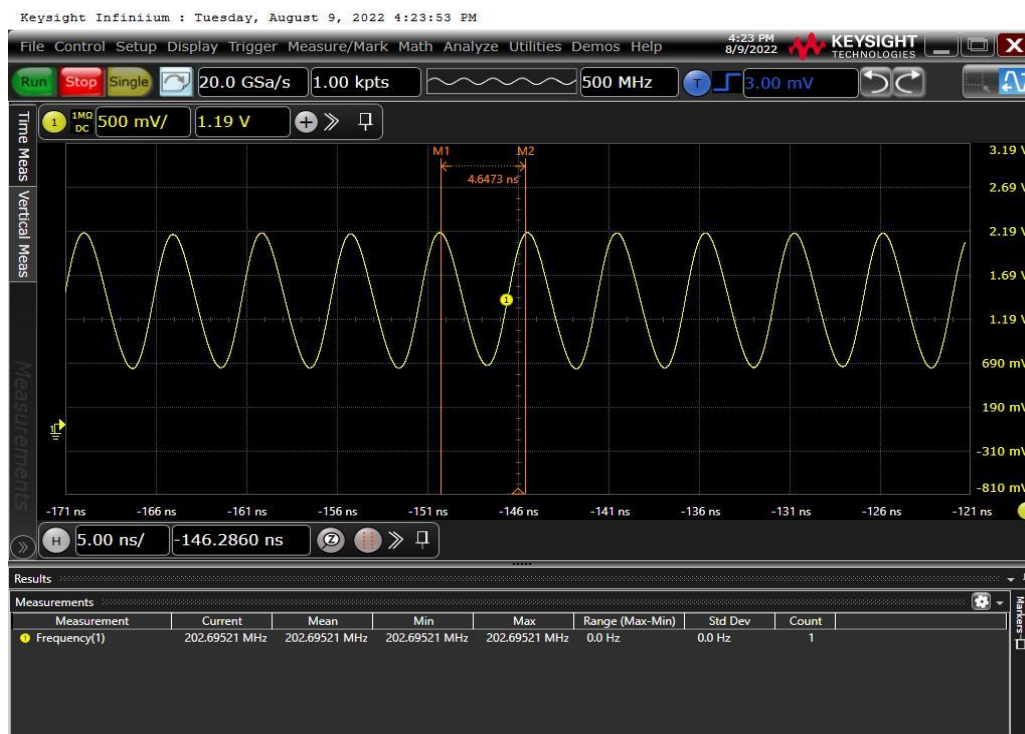 Keysight Infiniium : Tuesday, August 9, 2022 4:23:53 PM
File Control Setup Display Trigger Measure/Mark Math Analyze Utilities Demos Help
4:23 PM
8/9/2022
KEYSIGHT
TECHNOLOGIES
X
Run Stop Single 20.0 GSa/s 1.00 kpts 500 MHz T 3.00 mV
Time Meas
Vertical Meas
Measurements
1 1MΩ DC 500 mV/ 1.19 V
M1 M2
4.6473 ns
1
3.19 V
2.69 V
2.19 V
1.69 V
1.19 V
690 mV
190 mV
-310 mV
-810 mV
-171 ns -166 ns -161 ns -156 ns -151 ns -146 ns -141 ns -136 ns -131 ns -126 ns -121 ns
H 5.00 ns/ -146.2860 ns
Results
Measurements
Measurement Current Mean Min Max Range (Max-Min) Std Dev Count
1 Frequency(1) 202.69521 MHz 202.69521 MHz 202.69521 MHz 202.69521 MHz 0.0 Hz 0.0 Hz 1
Markers